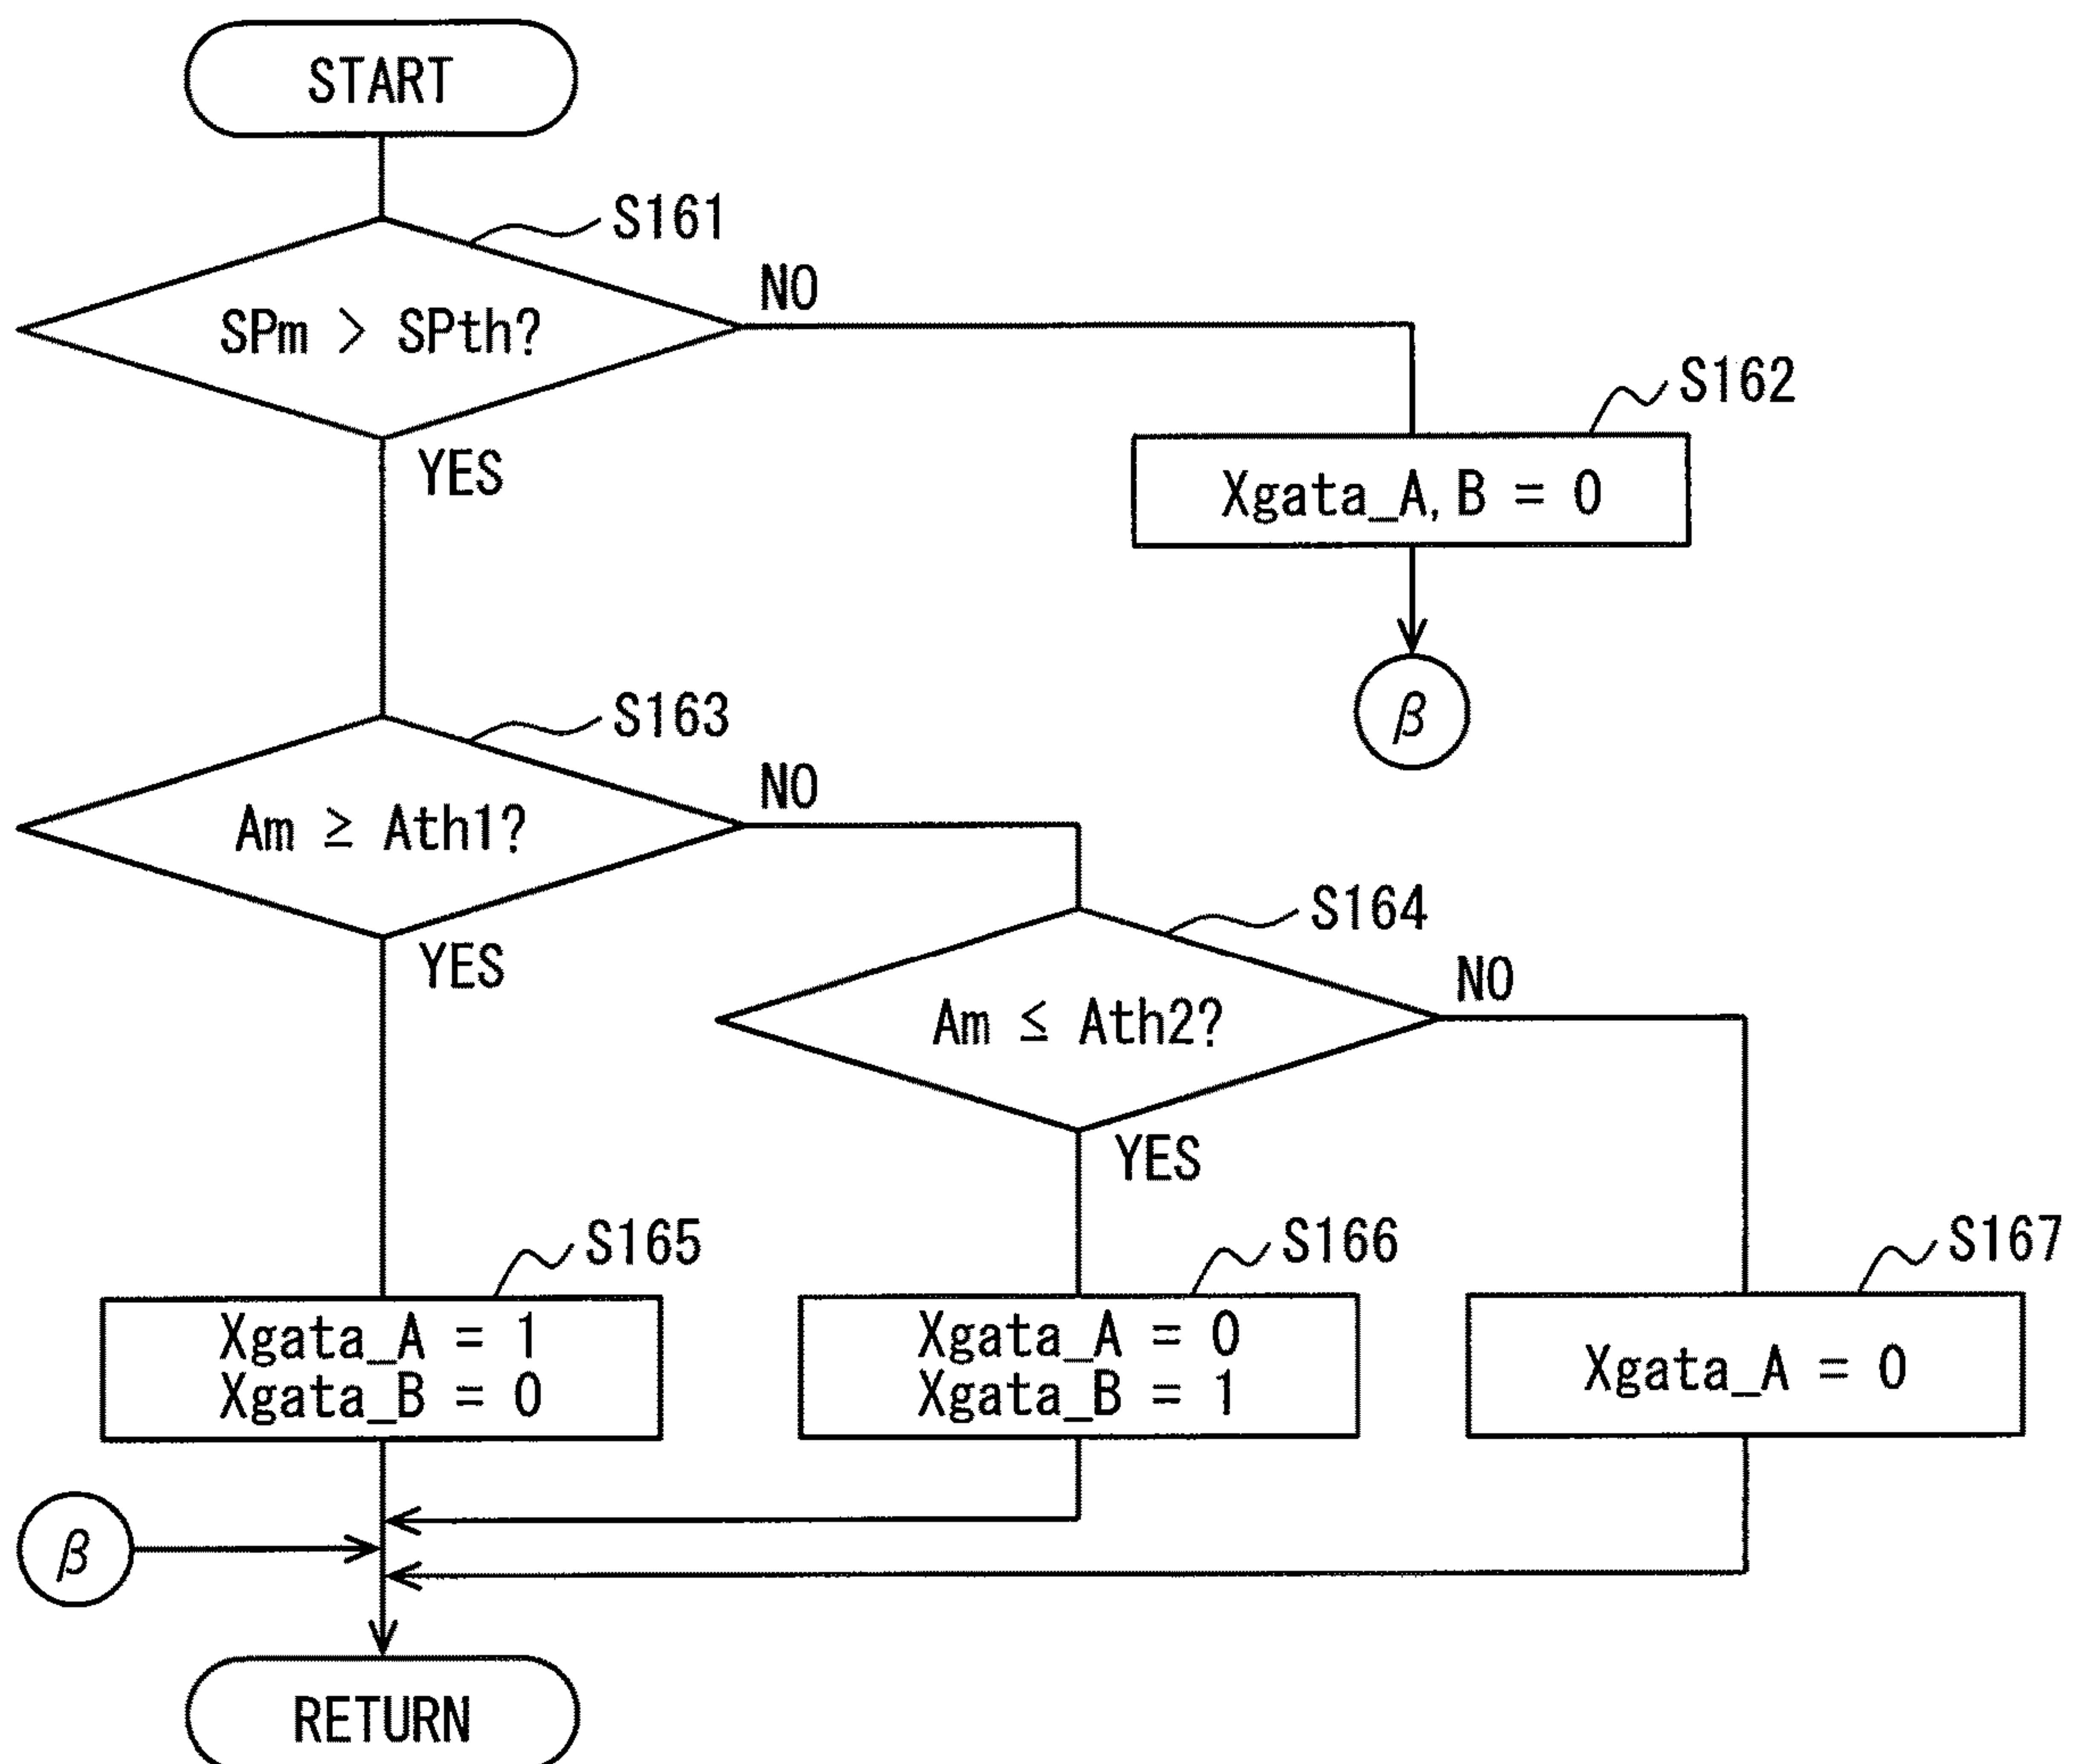 START
S161
SPm > SPth?
NO
YES
S162
Xgata_A, B = 0
β
S163
Am ≥ Ath1?
NO
YES
S164
Am ≤ Ath2?
NO
YES
S165
Xgata_A = 1
Xgata_B = 0
S166
Xgata_A = 0
Xgata_B = 1
S167
Xgata_A = 0
β
RETURN